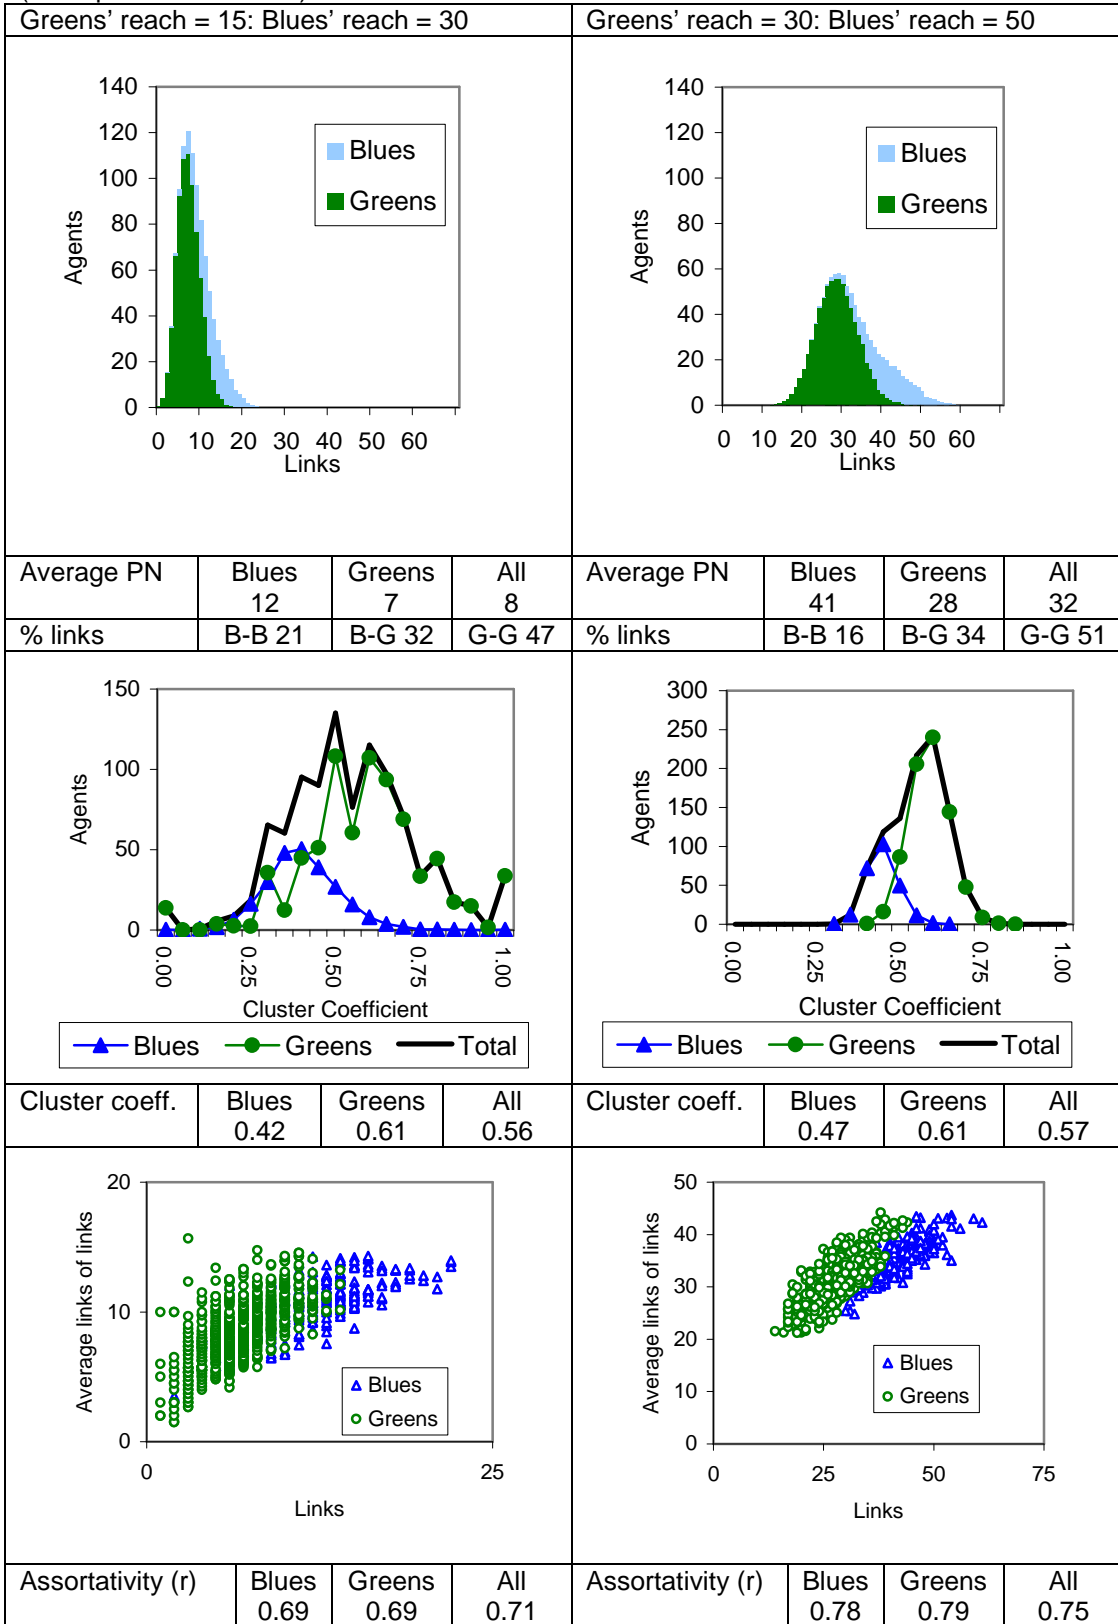 Greens' reach = 15: Blues' reach = 30
Greens' reach = 30: Blues' reach = 50
140
120
100
80
60
40
20
0
Agents
Blues
Greens
0 10 20 30 40 50 60
Links
140
120
100
80
60
40
20
0
Agents
Blues
Greens
0 10 20 30 40 50 60
Links
Average PN Blues Greens All
12 7 8
Average PN Blues Greens All
41 28 32
% links B-B 21 B-G 32 G-G 47
% links B-B 16 B-G 34 G-G 51
150
100
50
0
Agents
0.00 0.25 0.50 0.75 1.00
Cluster Coefficient
Blues Greens Total
300
250
200
150
100
50
0
Agents
0.00 0.25 0.50 0.75 1.00
Cluster Coefficient
Blues Greens Total
Cluster coeff. Blues Greens All
0.42 0.61 0.56
Cluster coeff. Blues Greens All
0.47 0.61 0.57
20
10
0
Average links of links
Blues
Greens
0 25
Links
50
40
30
20
10
0
Average links of links
Blues
Greens
0 25 50 75
Links
Assortativity (r) Blues Greens All
0.69 0.69 0.71
Assortativity (r) Blues Greens All
0.78 0.79 0.75